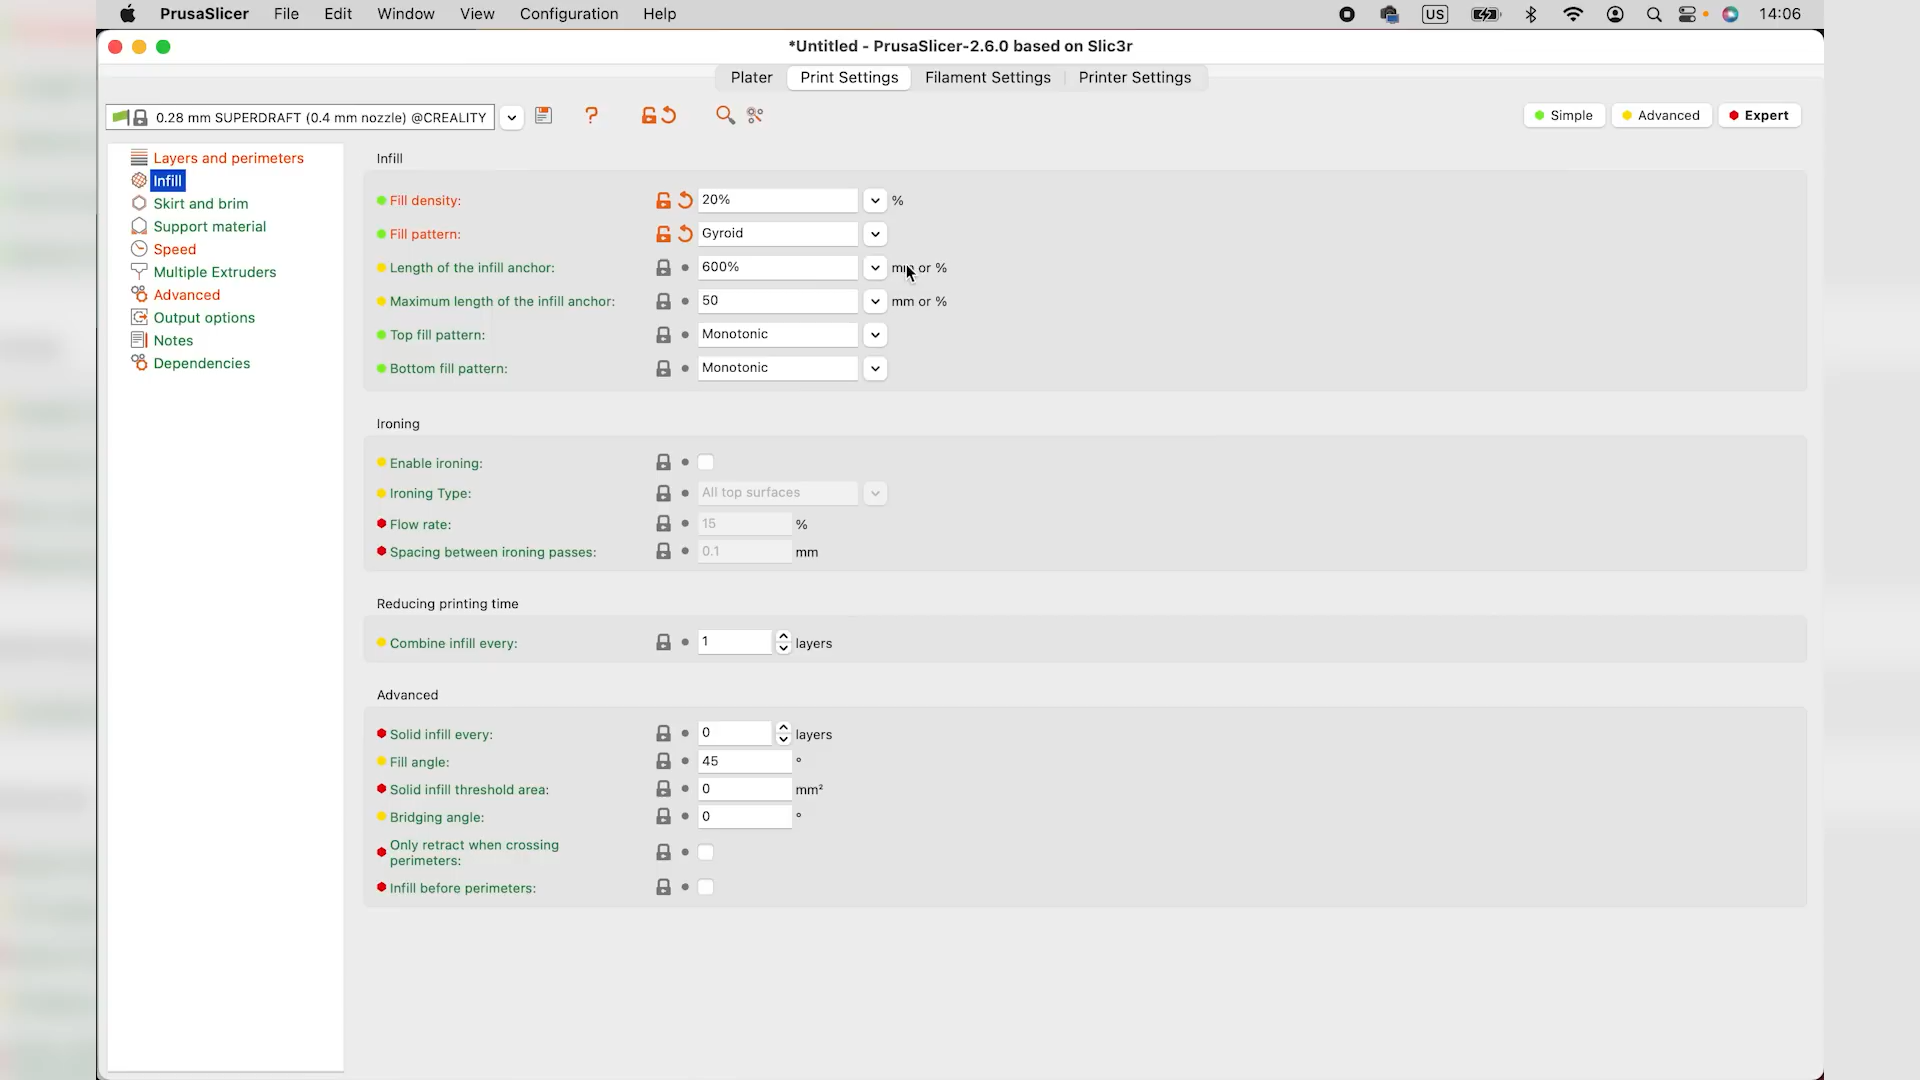 PrusaSlicer File Edit Window View Configuration Help US 14:06
*Untitled - PrusaSlicer-2.6.0 based on Slic3r
Plater Print Settings Filament Settings Printer Settings
0.28 mm SUPERDRAFT (0.4 mm nozzle) @CREALITY ? Simple Advanced Expert
Layers and perimeters
Infill
Skirt and brim
Support material
Speed
Multiple Extruders
Advanced
Output options
Notes
Dependencies
Infill
Fill density: 20% %
Fill pattern: Gyroid
Length of the infill anchor: 600% mm or %
Maximum length of the infill anchor: 50 mm or %
Top fill pattern: Monotonic
Bottom fill pattern: Monotonic
Ironing
Enable ironing:
Ironing Type: All top surfaces
Flow rate: 15 %
Spacing between ironing passes: 0.1 mm
Reducing printing time
Combine infill every: 1 layers
Advanced
Solid infill every: 0 layers
Fill angle: 45 °
Solid infill threshold area: 0 mm²
Bridging angle: 0 °
Only retract when crossing
perimeters:
Infill before perimeters: